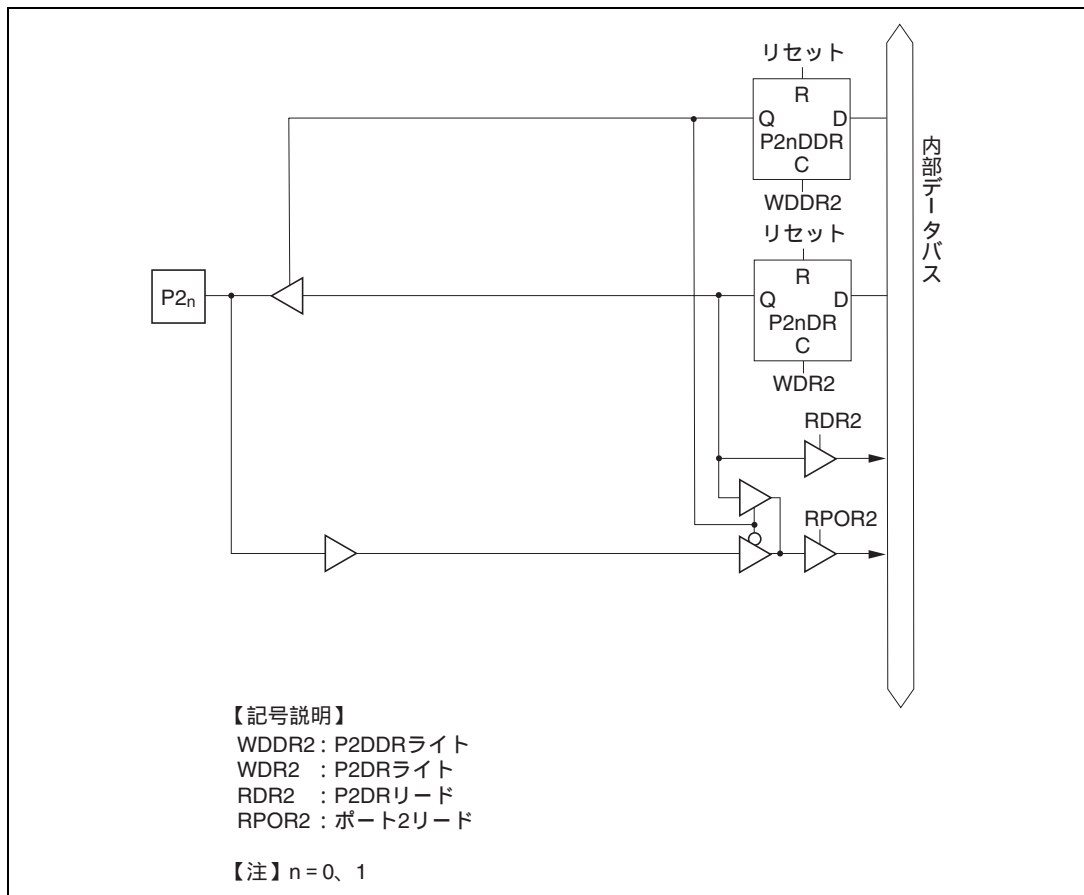 リセット
R
Q D
P2nDDR
C
WDDR2
リセット
R
Q D
P2nDR
C
WDR2
内部データバス
P2n
RDR2
RPOR2
【記号説明】
WDDR2 : P2DDRライト
WDR2 : P2DRライト
RDR2 : P2DRリード
RPOR2 : ポート2リード
【注】n = 0、1